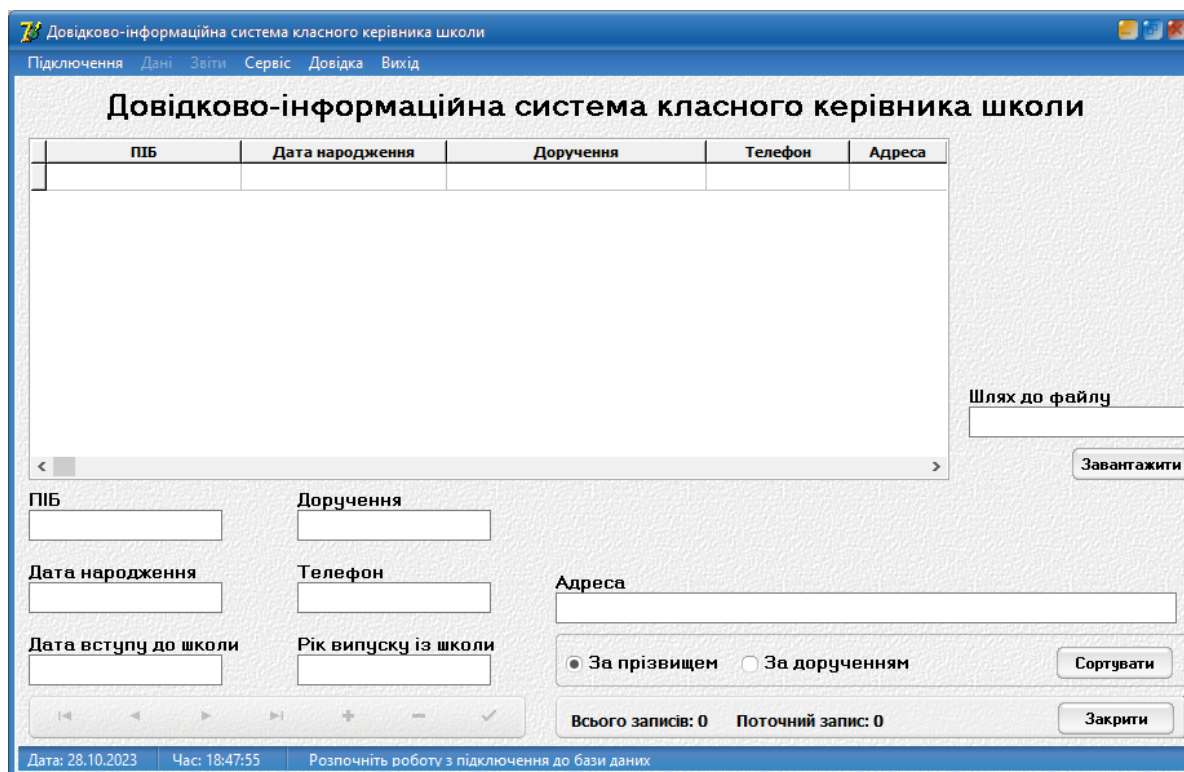 Довідково-інформаційна система класного керівника школи
Підключення Дані Звіти Сервіс Довідка Вихід
Довідково-інформаційна система класного керівника школи
ПІБ Дата народження Доручення Телефон Адреса
Шлях до файлу
Завантажити
ПІБ Доручення
Дата народження Телефон Адреса
Дата вступу до школи Рік випуску із школи
За прізвищем За дорученням Сортувати
Всього записів: 0 Поточний запис: 0 Закрити
Дата: 28.10.2023 Час: 18:47:55 Розпочніть роботу з підключення до бази даних